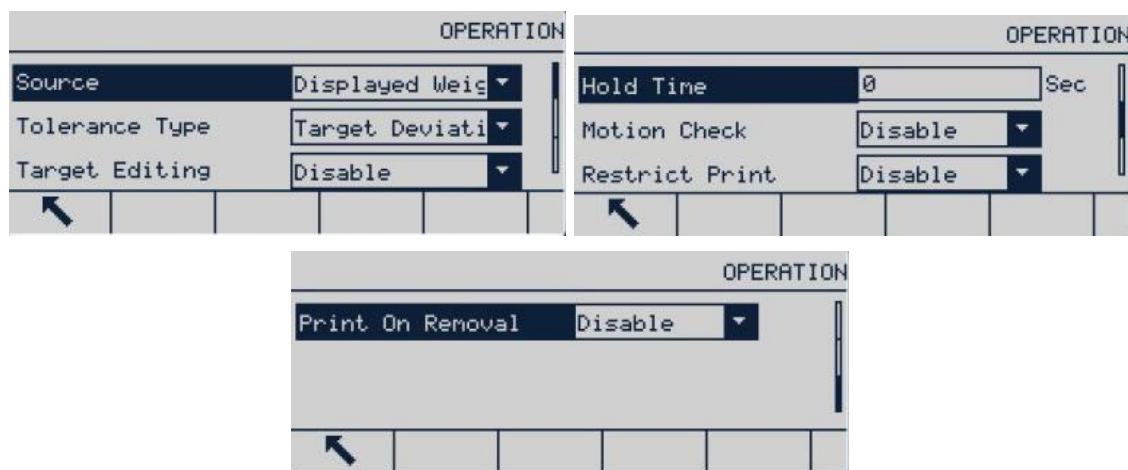 OPERATION
Source Displayed Weig
Tolerance Type Target Deviati
Target Editing Disable
OPERATION
Hold Time 0 Sec
Motion Check Disable
Restrict Print Disable
OPERATION
Print On Removal Disable